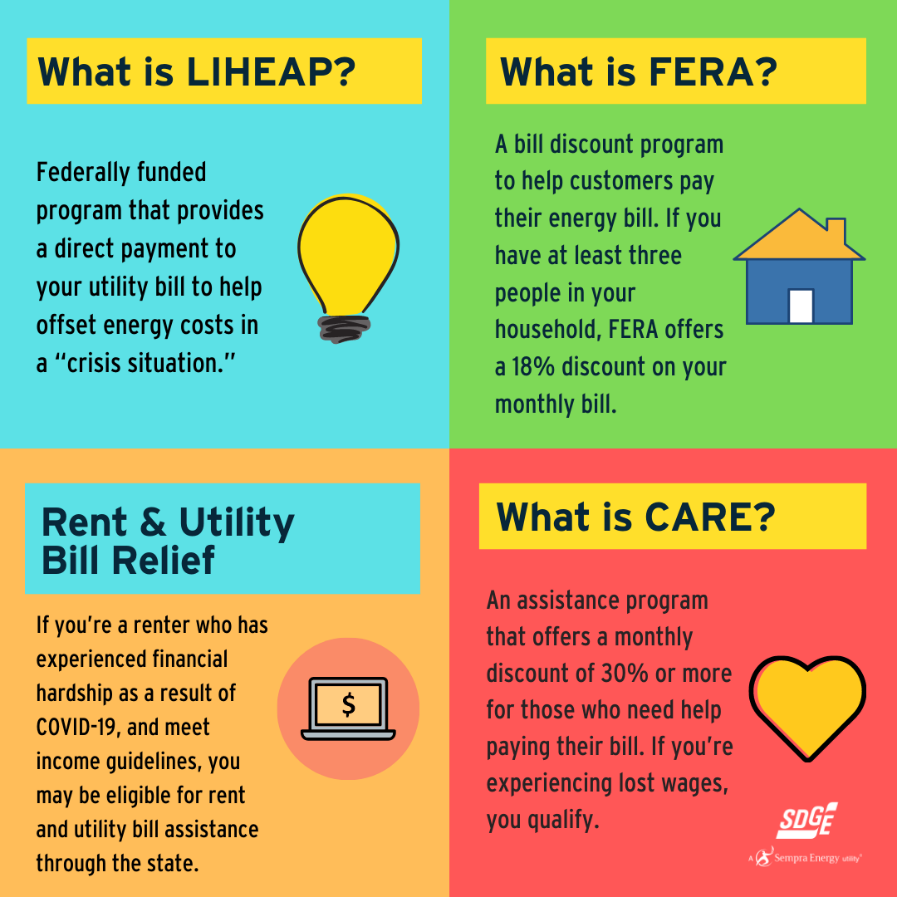 What is LIHEAP?
Federally funded
program that provides
a direct payment to
your utility bill to help
offset energy costs in
a “crisis situation.”
What is FERA?
A bill discount program
to help customers pay
their energy bill. If you
have at least three
people in your
household, FERA offers
a 18% discount on your
monthly bill.
Rent & Utility
Bill Relief
If you’re a renter who has
experienced financial
hardship as a result of
COVID-19, and meet
income guidelines, you
may be eligible for rent
and utility bill assistance
through the state.
$
What is CARE?
An assistance program
that offers a monthly
discount of 30% or more
for those who need help
paying their bill. If you’re
experiencing lost wages,
you qualify.
SDGE
A Sempra Energy utility®